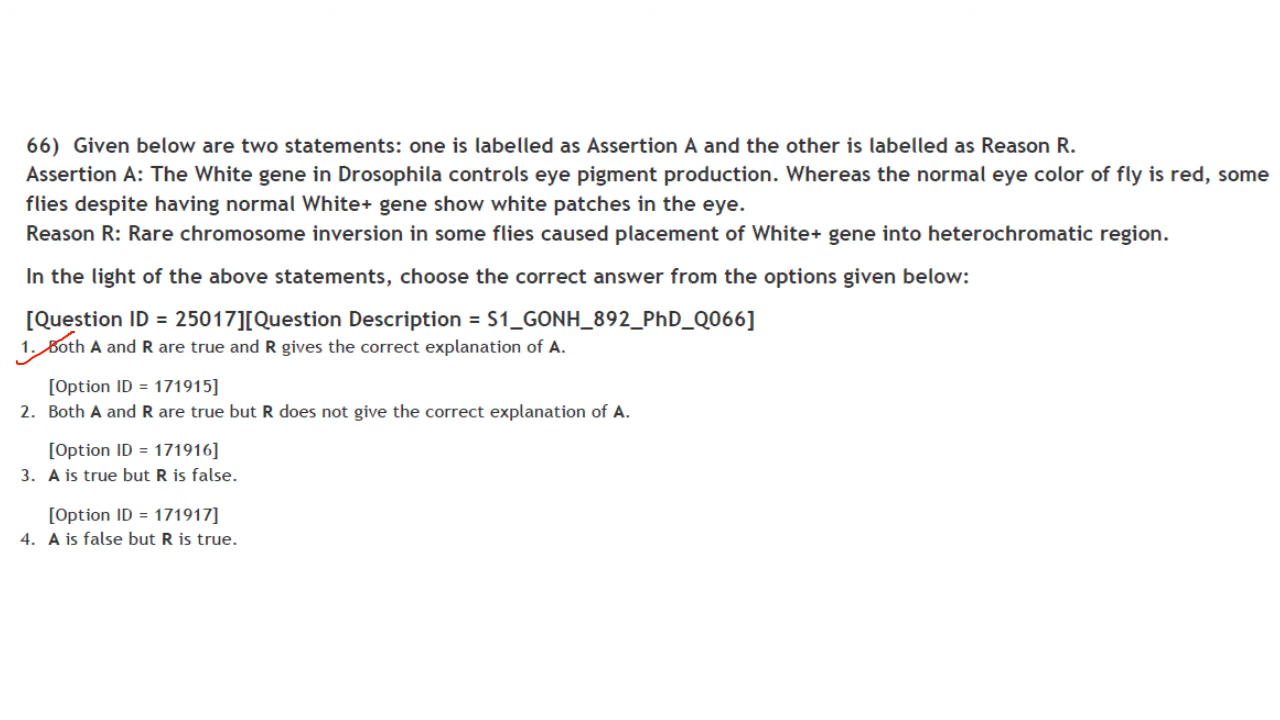 66) Given below are two statements: one is labelled as Assertion A and the other is labelled as Reason R.
Assertion A: The White gene in Drosophila controls eye pigment production. Whereas the normal eye color of fly is red, some
flies despite having normal White+ gene show white patches in the eye.
Reason R: Rare chromosome inversion in some flies caused placement of White+ gene into heterochromatic region.
In the light of the above statements, choose the correct answer from the options given below:
[Question ID = 25017][Question Description = S1_GONH_892_PhD_Q066]
1. Both A and R are true and R gives the correct explanation of A.
[Option ID = 171915]
2. Both A and R are true but R does not give the correct explanation of A.
[Option ID = 171916]
3. A is true but R is false.
[Option ID = 171917]
4. A is false but R is true.